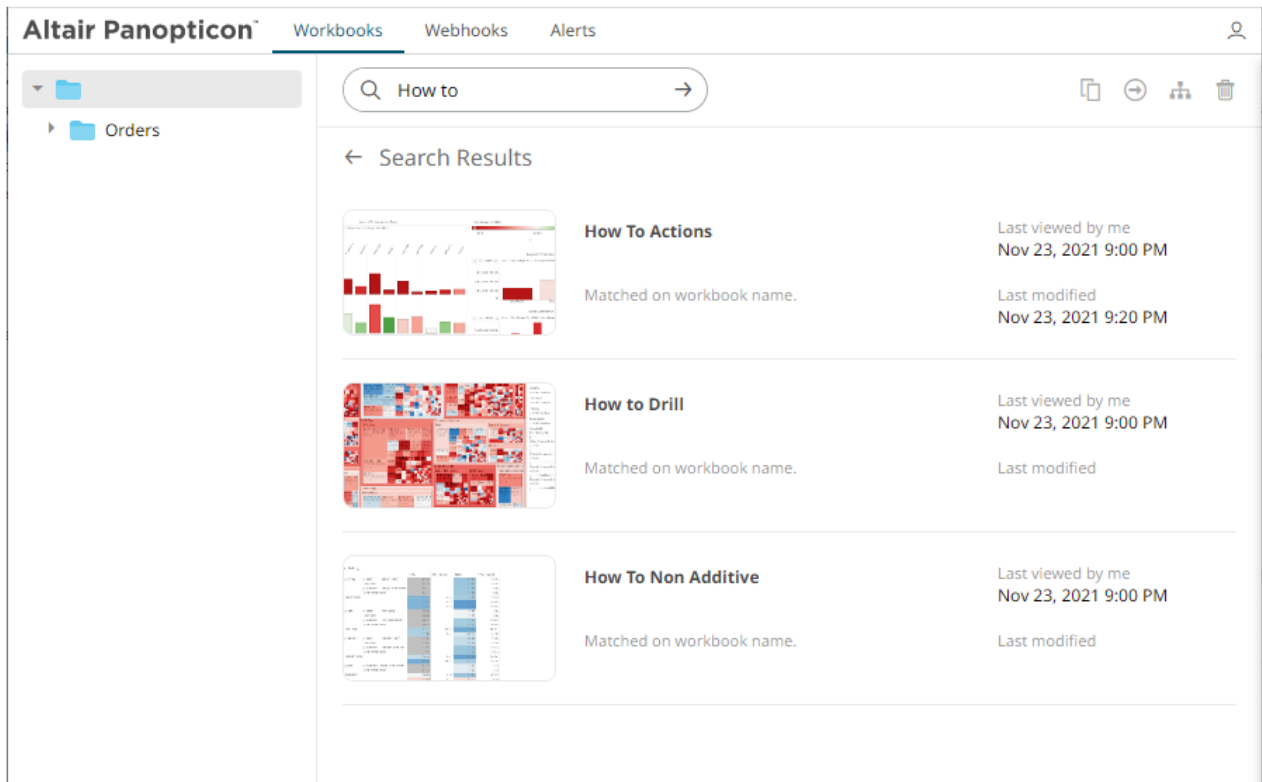 Altair Panopticon™ Workbooks Webhooks Alerts
How to
Orders
Search Results
How To Actions
Last viewed by me
Nov 23, 2021 9:00 PM
Matched on workbook name.
Last modified
Nov 23, 2021 9:20 PM
How to Drill
Last viewed by me
Nov 23, 2021 9:00 PM
Matched on workbook name.
Last modified
How To Non Additive
Last viewed by me
Nov 23, 2021 9:00 PM
Matched on workbook name.
Last modified